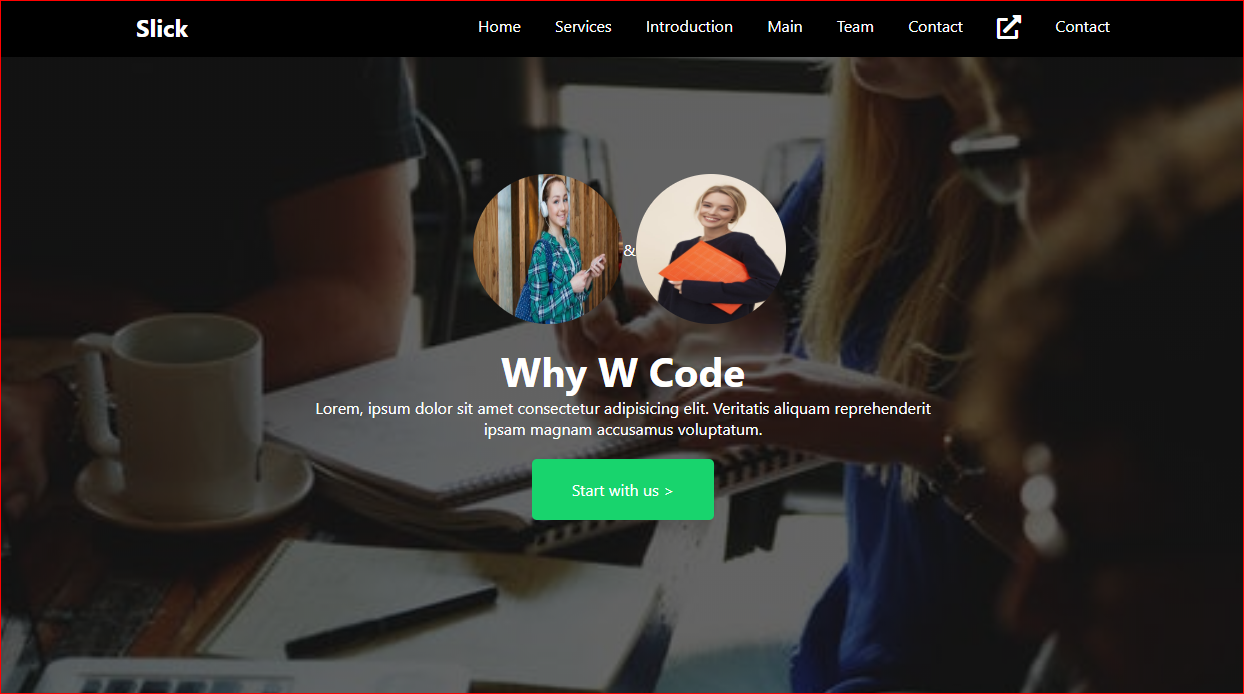 Slick Home Services Introduction Main Team Contact Contact
&
Why W Code
Lorem, ipsum dolor sit amet consectetur adipisicing elit. Veritatis aliquam reprehenderit
ipsam magnam accusamus voluptatum.
Start with us >